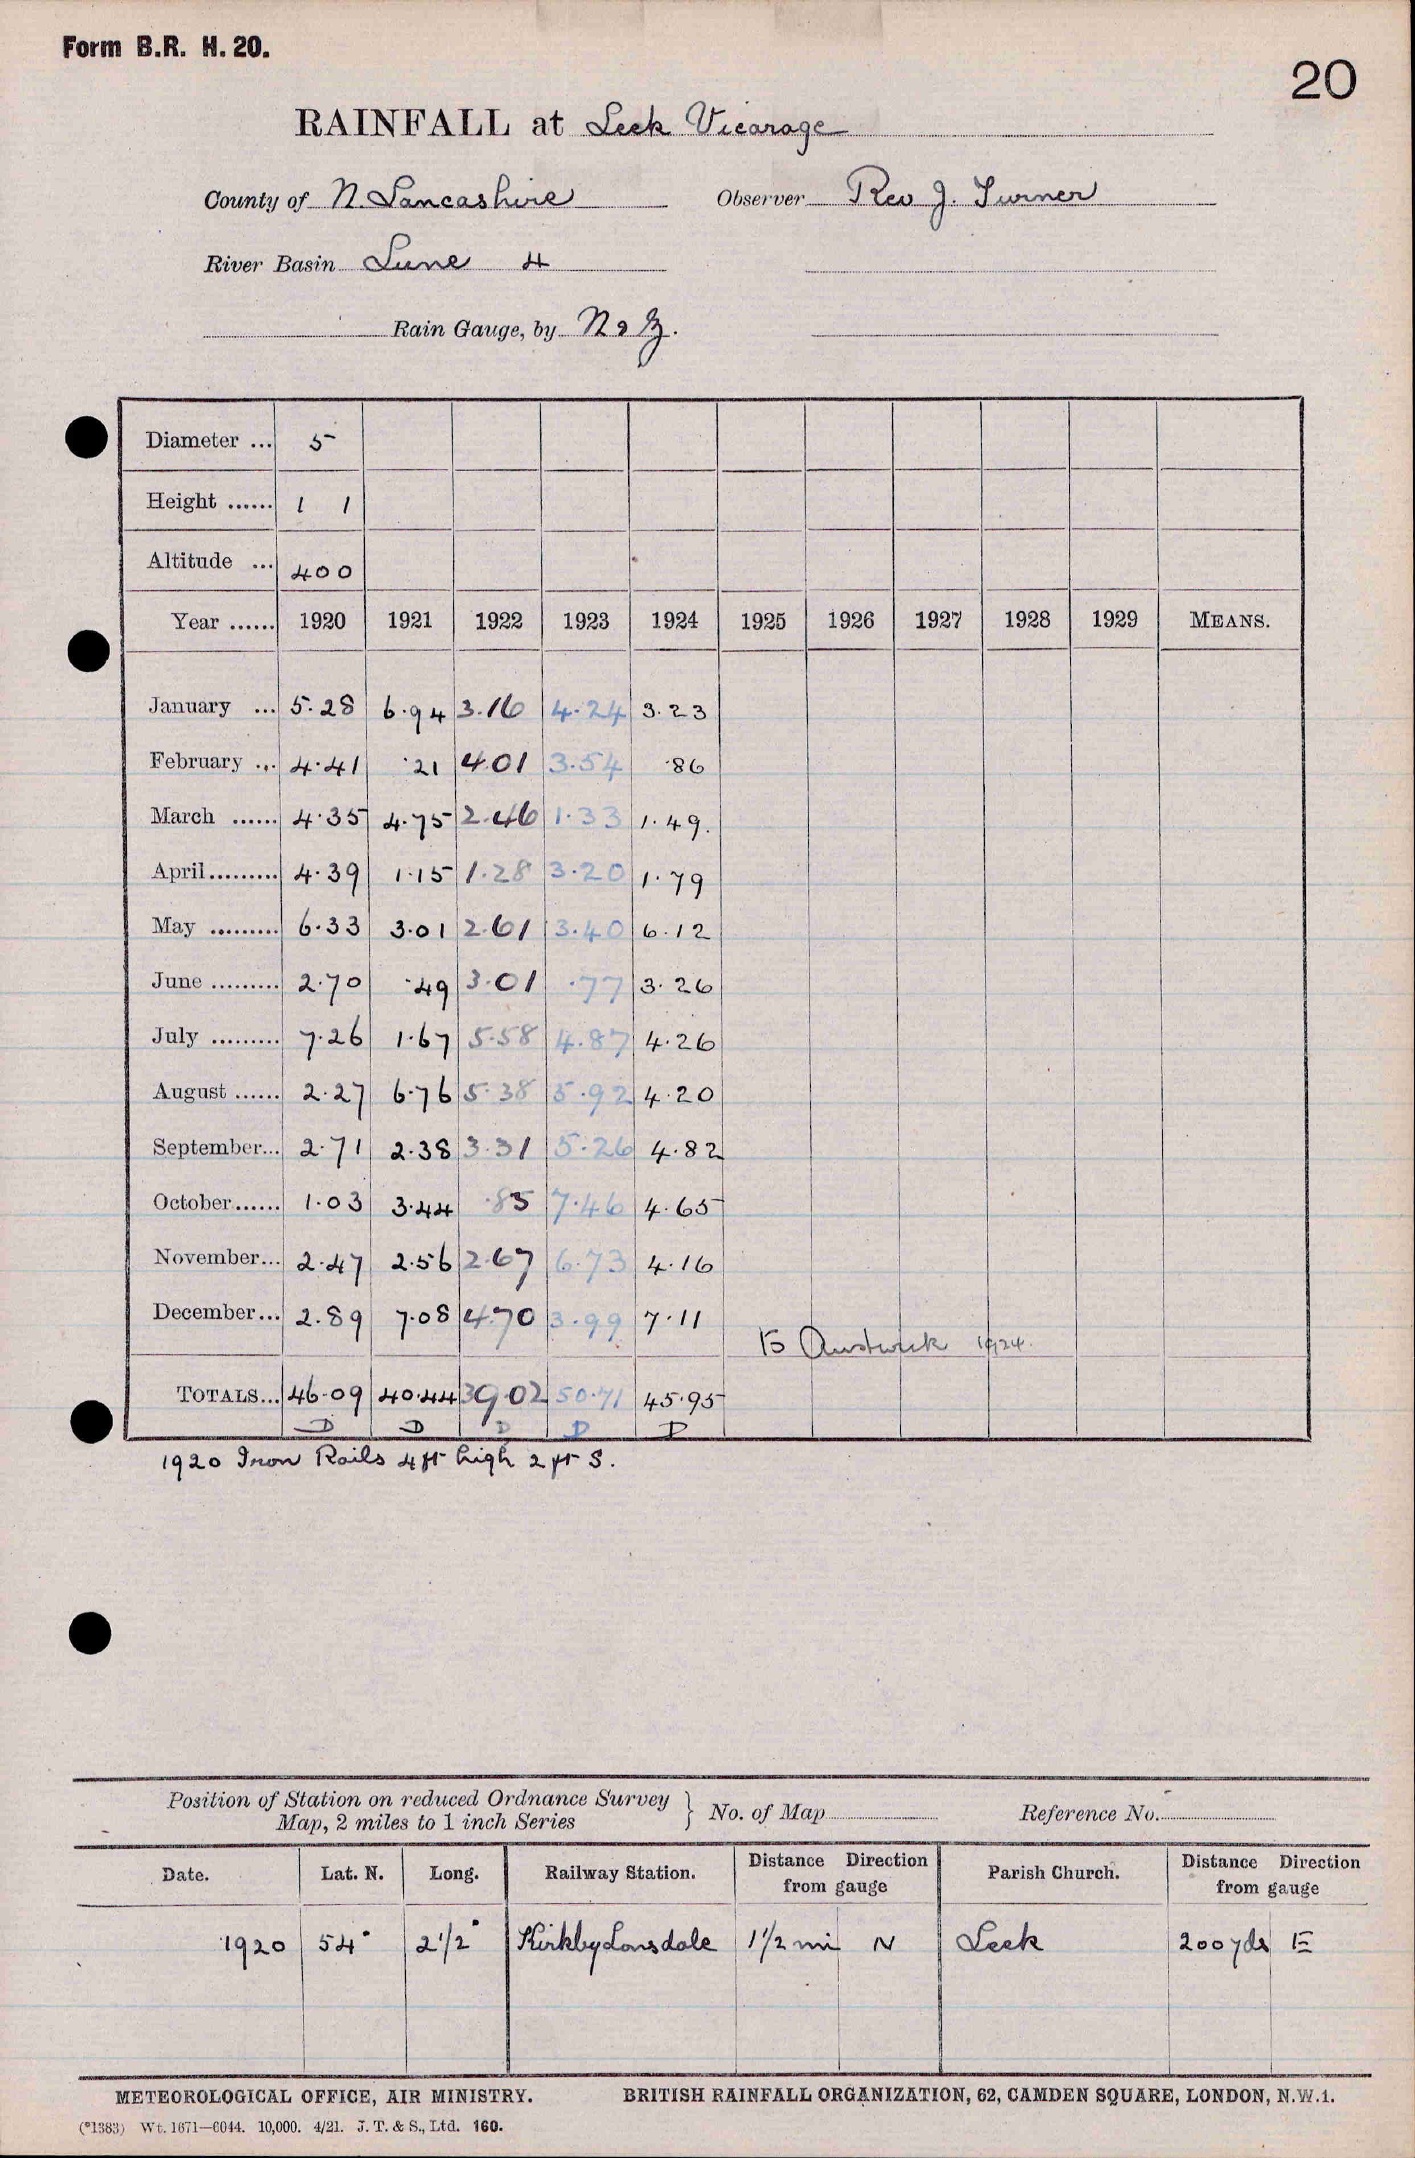 Form B.R. H. 20.
20
RAINFALL at Leek Vicarage
County of N. Lancashire Observer Rev J. Turner
River Basin Lune 4
Rain Gauge, by N & Z.
Diameter ... 5
Height ...... 1 1
Altitude ... 400
Year ...... 1920 1921 1922 1923 1924 1925 1926 1927 1928 1929 MEANS.
January ... 5.28 6.94 3.16 4.24 3.23
February ... 4.41 .21 4.01 3.54 .86
March ...... 4.35 4.75 2.46 1.33 1.49.
April ......... 4.39 1.15 1.28 3.20 1.79
May ......... 6.33 3.01 2.61 3.40 6.12
June ......... 2.70 .49 3.01 .77 3.26
July ......... 7.26 1.67 5.58 4.87 4.26
August ...... 2.27 6.76 5.38 5.92 4.20
September... 2.71 2.38 3.31 5.26 4.82
October...... 1.03 3.44 .85 7.46 4.65
November... 2.47 2.56 2.67 6.73 4.16
December... 2.89 7.08 4.70 3.99 7.11
To Austwick 1924.
TOTALS... 46.09 40.44 39.02 50.71 45.95
D D D D D
1920 Iron Rails 4 ft high 2 ft S.
Position of Station on reduced Ordnance Survey
Map, 2 miles to 1 inch Series } No. of Map Reference No.
Date. Lat. N. Long. Railway Station. Distance Direction from gauge Parish Church. Distance Direction from gauge
1920 54° 2 1/2° Kirkby Lonsdale 1 1/2 mi N Leek 200 yds E
METEOROLOGICAL OFFICE, AIR MINISTRY. BRITISH RAINFALL ORGANIZATION, 62, CAMDEN SQUARE, LONDON, N.W.1.
(*1383) Wt. 1671—6044. 10,000. 4/21. J. T. & S., Ltd. 160.